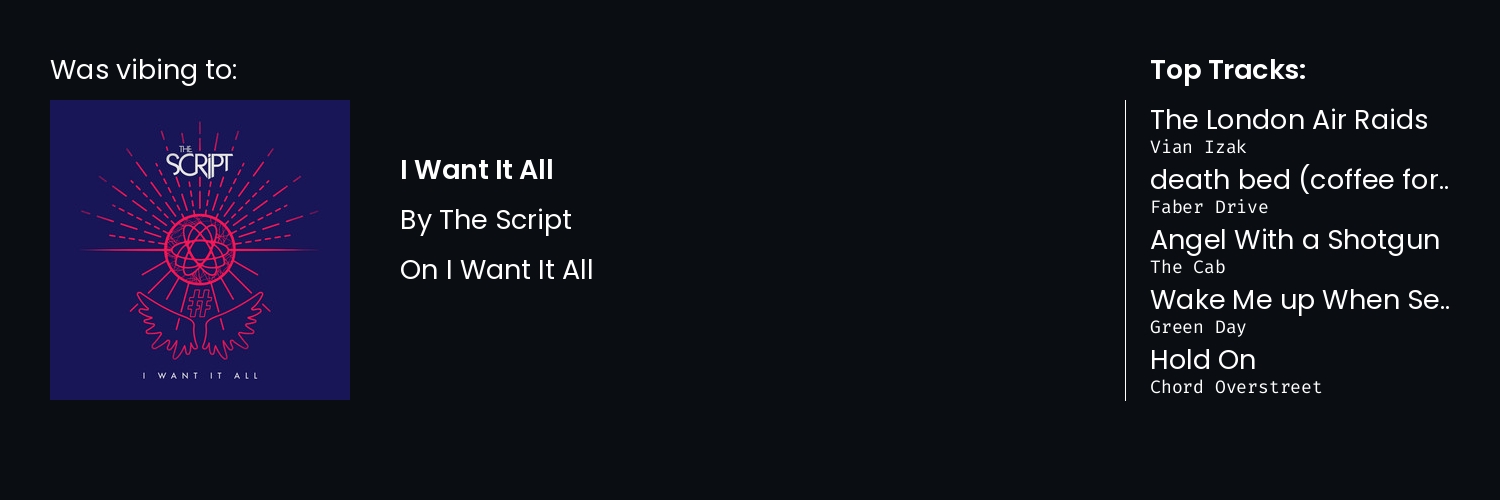 Was vibing to:
THE
SCRIPT
#
I WANT IT ALL
I Want It All
By The Script
On I Want It All
Top Tracks:
The London Air Raids
Vian Izak
death bed (coffee for..
Faber Drive
Angel With a Shotgun
The Cab
Wake Me up When Se..
Green Day
Hold On
Chord Overstreet